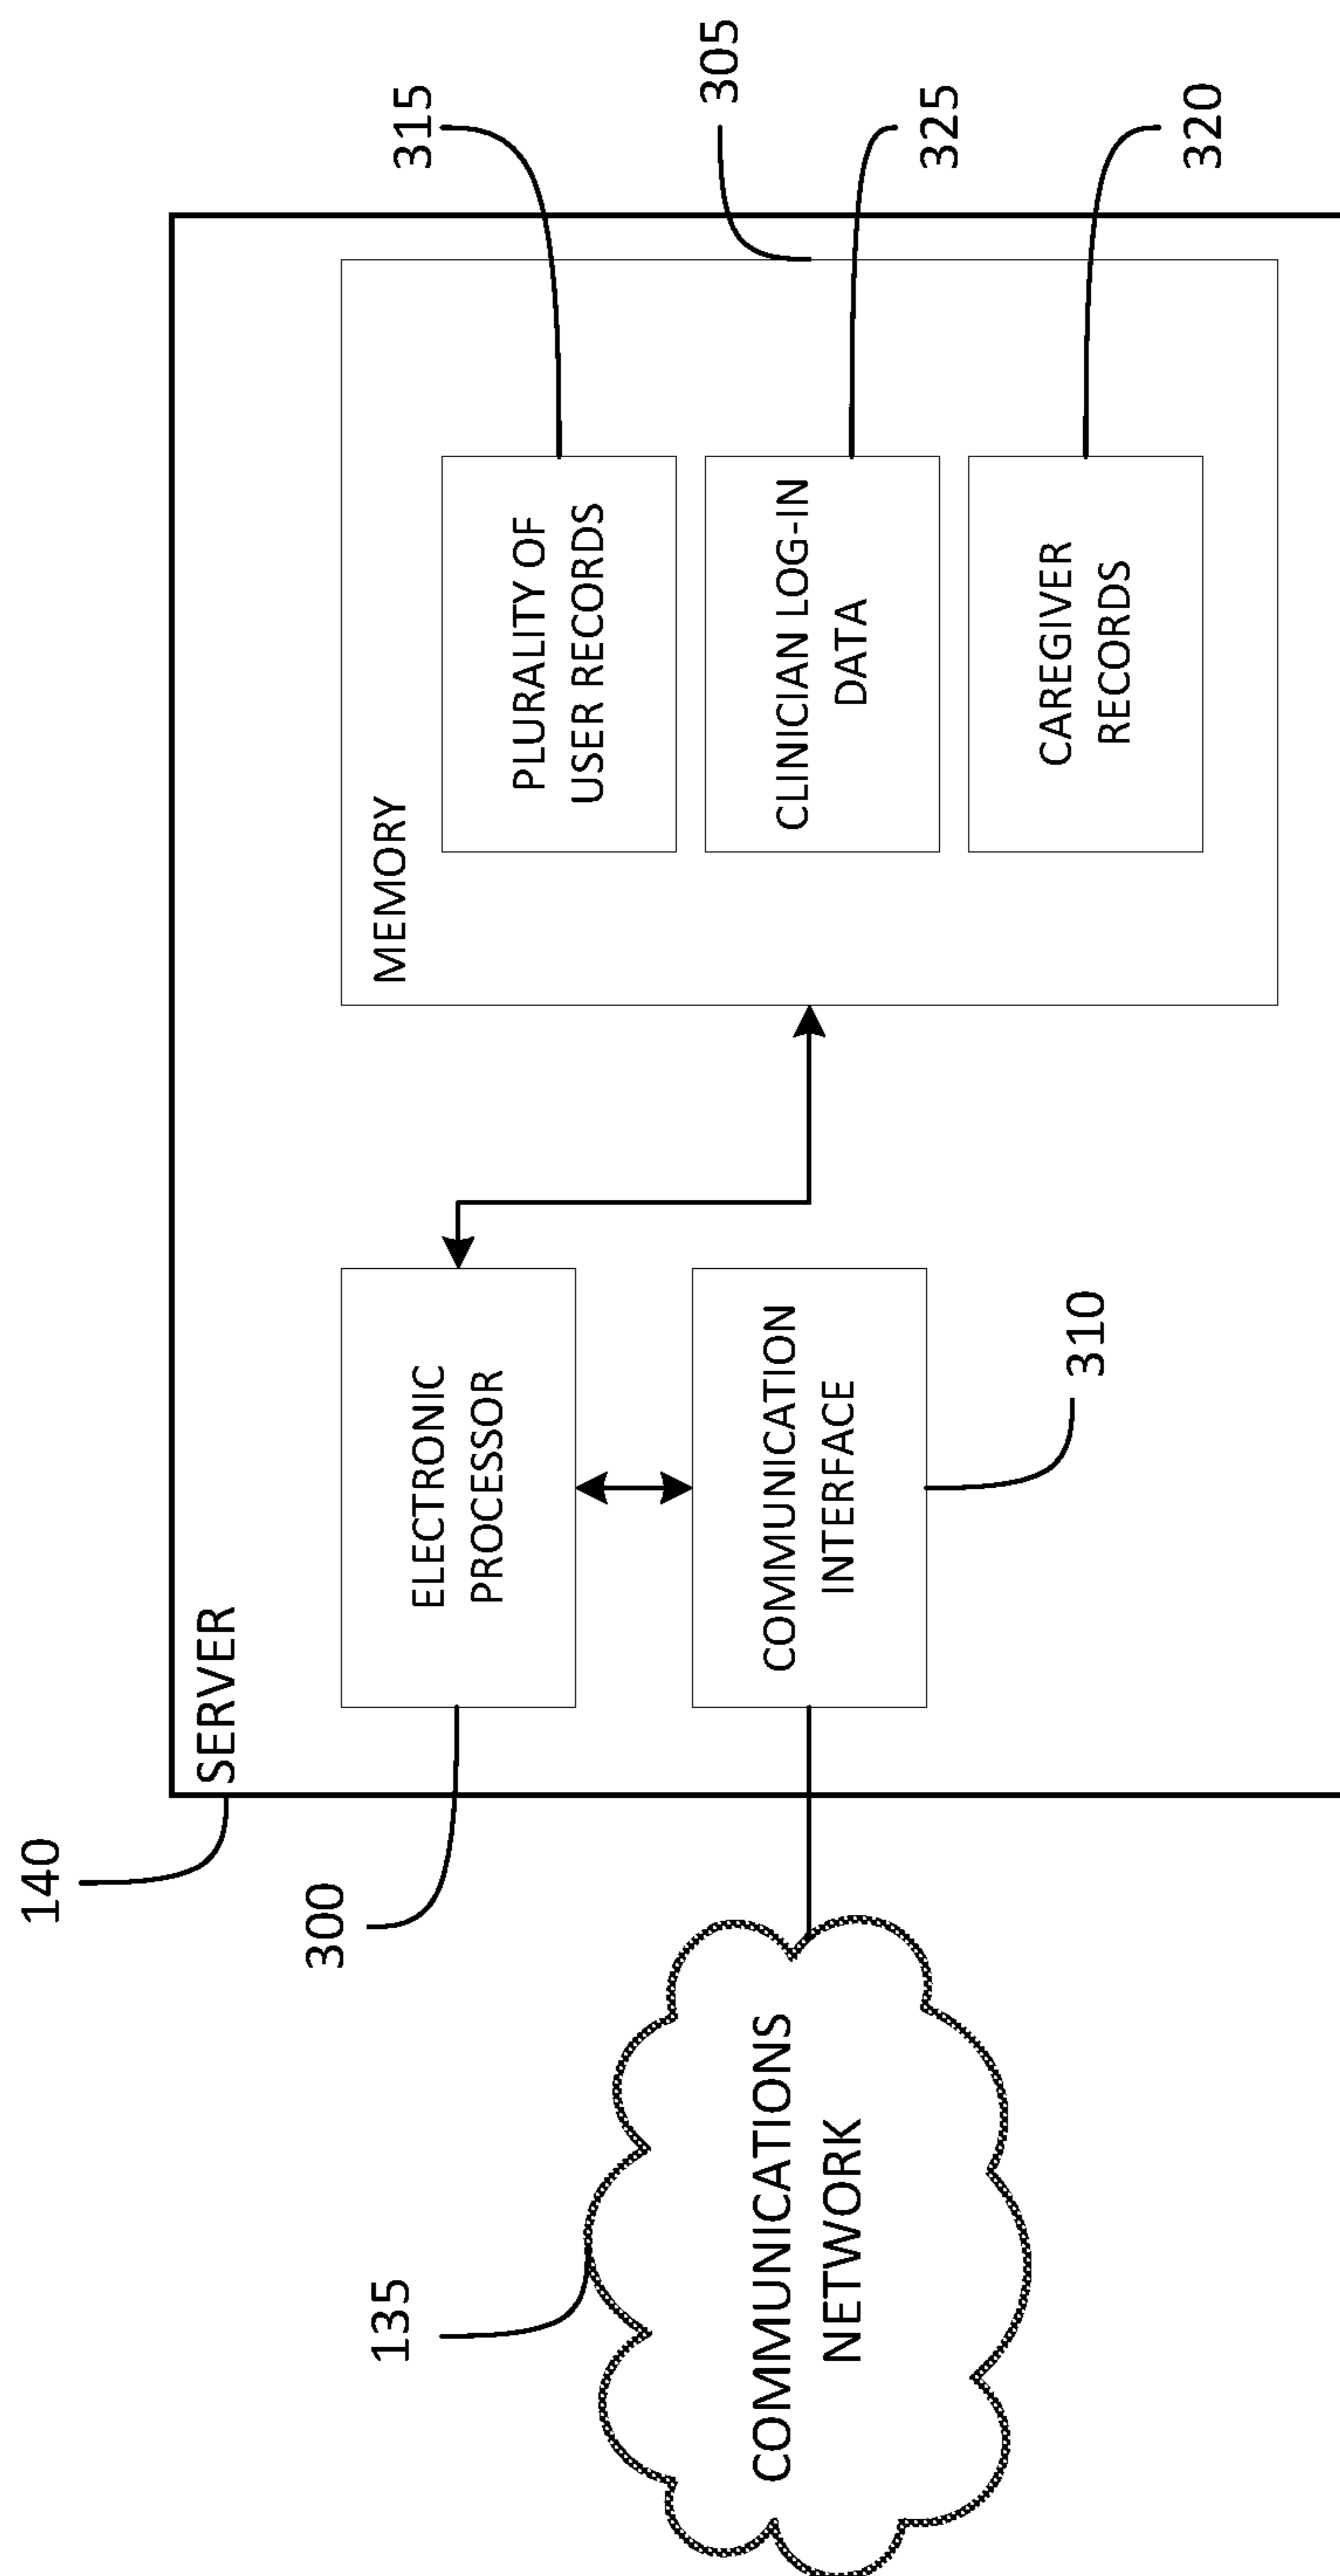 140
SERVER
300
ELECTRONIC
PROCESSOR
MEMORY
315
PLURALITY OF
USER RECORDS
305
135
COMMUNICATIONS
NETWORK
COMMUNICATION
INTERFACE
310
CLINICIAN LOG-IN
DATA
325
CAREGIVER
RECORDS
320